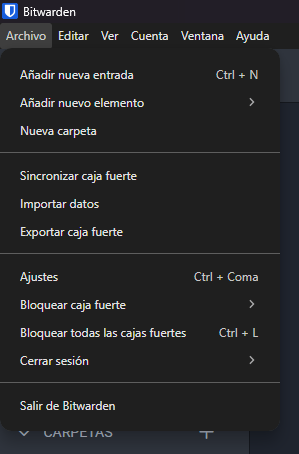 Bitwarden
Archivo Editar Ver Cuenta Ventana Ayuda
Añadir nueva entrada Ctrl + N
Añadir nuevo elemento
Nueva carpeta
Sincronizar caja fuerte
Importar datos
Exportar caja fuerte
Ajustes Ctrl + Coma
Bloquear caja fuerte
Bloquear todas las cajas fuertes Ctrl + L
Cerrar sesión
Salir de Bitwarden
CARPETAS